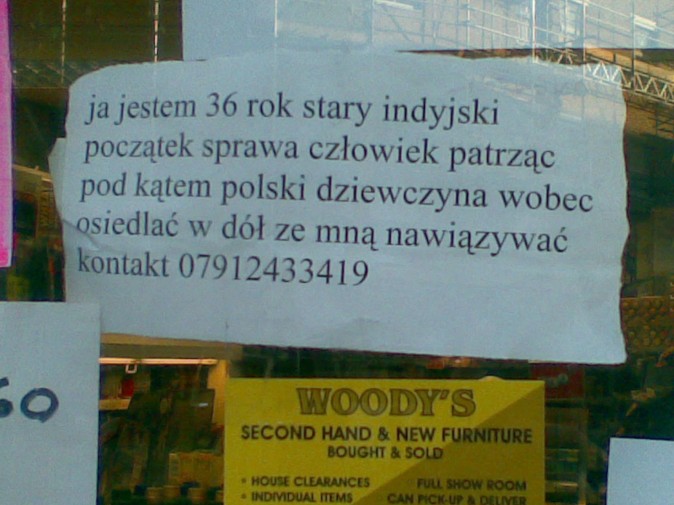 ja jestem 36 rok stary indyjski
początek sprawa człowiek patrząc
pod kątem polski dziewczyna wobec
osiedlać w dół ze mną nawiązywać
kontakt 07912433419
60
WOODY'S
SECOND HAND & NEW FURNITURE
BOUGHT & SOLD
• HOUSE CLEARANCES
FULL SHOW ROOM
• INDIVIDUAL ITEMS
CAN PICK-UP & DELIVER